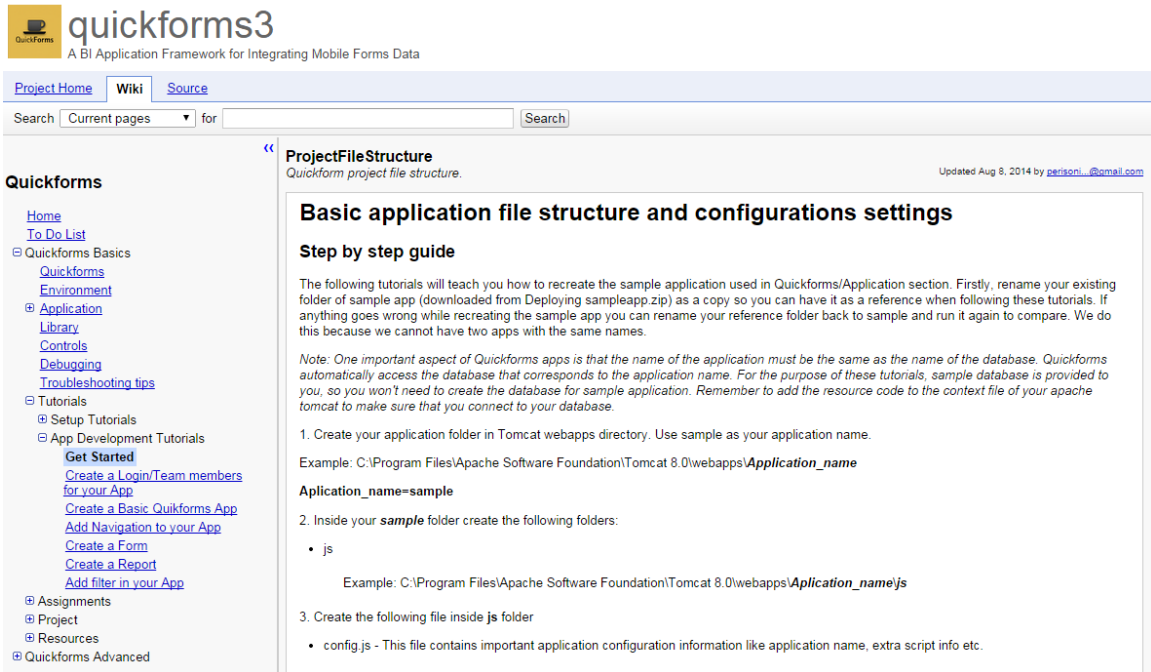 QuickForms
quickforms3
A BI Application Framework for Integrating Mobile Forms Data
Project Home Wiki Source
Search Current pages for Search
Quickforms
Home
To Do List
Quickforms Basics
Quickforms
Environment
Application
Library
Controls
Debugging
Troubleshooting tips
Tutorials
Setup Tutorials
App Development Tutorials
Get Started
Create a Login/Team members
for your App
Create a Basic Quikforms App
Add Navigation to your App
Create a Form
Create a Report
Add filter in your App
Assignments
Project
Resources
Quickforms Advanced
ProjectFileStructure
Quickform project file structure.
Updated Aug 8, 2014 by perisoni...@gmail.com
Basic application file structure and configurations settings
Step by step guide
The following tutorials will teach you how to recreate the sample application used in Quickforms/Application section. Firstly, rename your existing
folder of sample app (downloaded from Deploying sampleapp.zip) as a copy so you can have it as a reference when following these tutorials. If
anything goes wrong while recreating the sample app you can rename your reference folder back to sample and run it again to compare. We do
this because we cannot have two apps with the same names.
Note: One important aspect of Quickforms apps is that the name of the application must be the same as the name of the database. Quickforms
automatically access the database that corresponds to the application name. For the purpose of these tutorials, sample database is provided to
you, so you won't need to create the database for sample application. Remember to add the resource code to the context file of your apache
tomcat to make sure that you connect to your database.
1. Create your application folder in Tomcat webapps directory. Use sample as your application name.
Example: C:\Program Files\Apache Software Foundation\Tomcat 8.0\webapps\Application_name
Aplication_name=sample
2. Inside your sample folder create the following folders:
• js
Example: C:\Program Files\Apache Software Foundation\Tomcat 8.0\webapps\Aplication_name\js
3. Create the following file inside js folder
• config.js - This file contains important application configuration information like application name, extra script info etc.